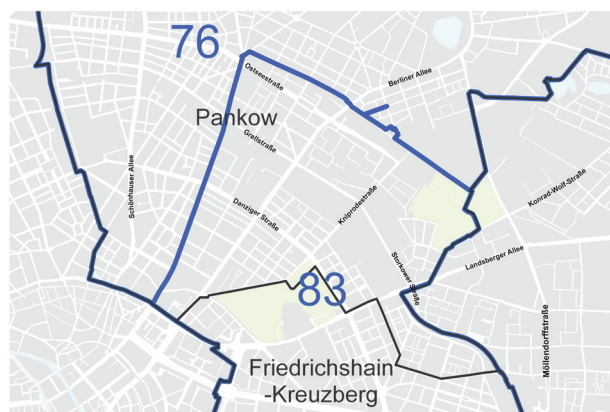 76
Ostseestraße
Berliner Allee
Pankow
Grellstraße
Schönhauser Allee
Danziger Straße
Kniprodestraße
Konrad-Wolf-Straße
Storkower Straße
Landsberger Allee
83
Möllendorffstraße
Friedrichshain
-Kreuzberg